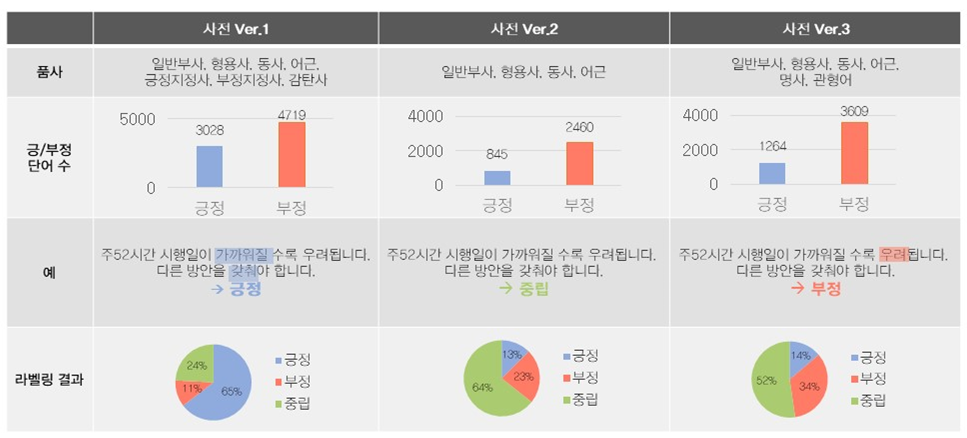 사전 Ver.1 사전 Ver.2 사전 Ver.3
품사
일반부사, 형용사, 동사, 어근,
긍정지정사, 부정지정사, 감탄사
일반부사, 형용사, 동사, 어근
일반부사, 형용사, 동사, 어근,
명사, 관형어
긍/부정
단어 수
5000
0
3028
4719
긍정 부정
4000
2000
0
845
2460
긍정 부정
4000
2000
0
1264
3609
긍정 부정
예
주52시간 시행일이 가까워질 수록 우려됩니다.
다른 방안을 갖춰야 합니다.
→ 긍정
주52시간 시행일이 가까워질 수록 우려됩니다.
다른 방안을 갖춰야 합니다.
→ 중립
주52시간 시행일이 가까워질 수록 우려됩니다.
다른 방안을 갖춰야 합니다.
→ 부정
라벨링 결과
24%
11%
65%
긍정
부정
중립
13%
23%
64%
긍정
부정
중립
14%
34%
52%
긍정
부정
중립